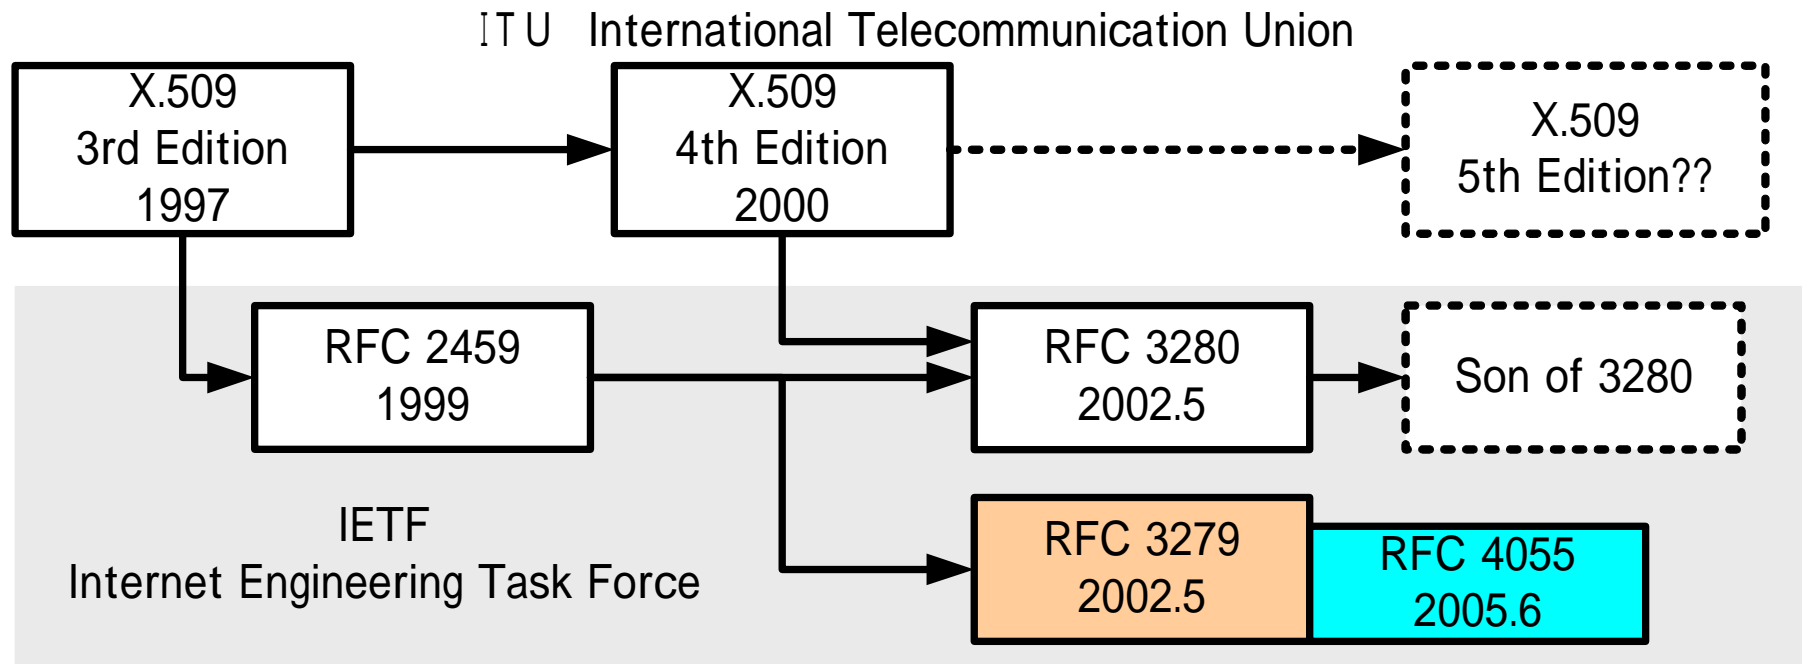 ITU International Telecommunication Union
X.509
3rd Edition
1997
X.509
4th Edition
2000
X.509
5th Edition??
RFC 2459
1999
RFC 3280
2002.5
Son of 3280
IETF
Internet Engineering Task Force
RFC 3279
2002.5
RFC 4055
2005.6